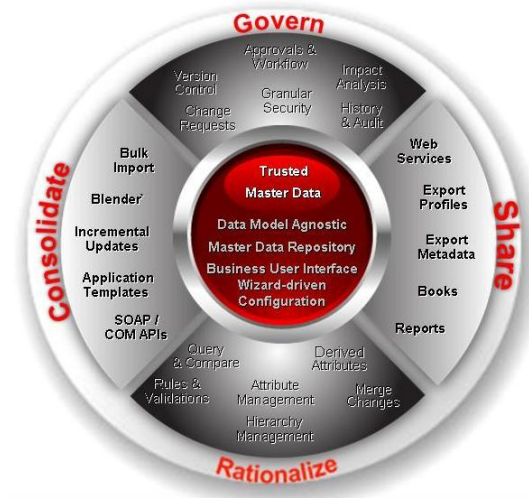 Govern
Approvals &
Workflow
Version
Control
Impact
Analysis
Granular
Security
Change
Requests
History
& Audit
Consolidate
Bulk
Import
Blender
Incremental
Updates
Application
Templates
SOAP /
COM APIs
Trusted
Master Data
Data Model Agnostic
Master Data Repository
Business User Interface
Wizard-driven
Configuration
Share
Web
Services
Export
Profiles
Export
Metadata
Books
Reports
Query
& Compare
Derived
Attributes
Rules &
Validations
Attribute
Management
Merge
Changes
Hierarchy
Management
Rationalize